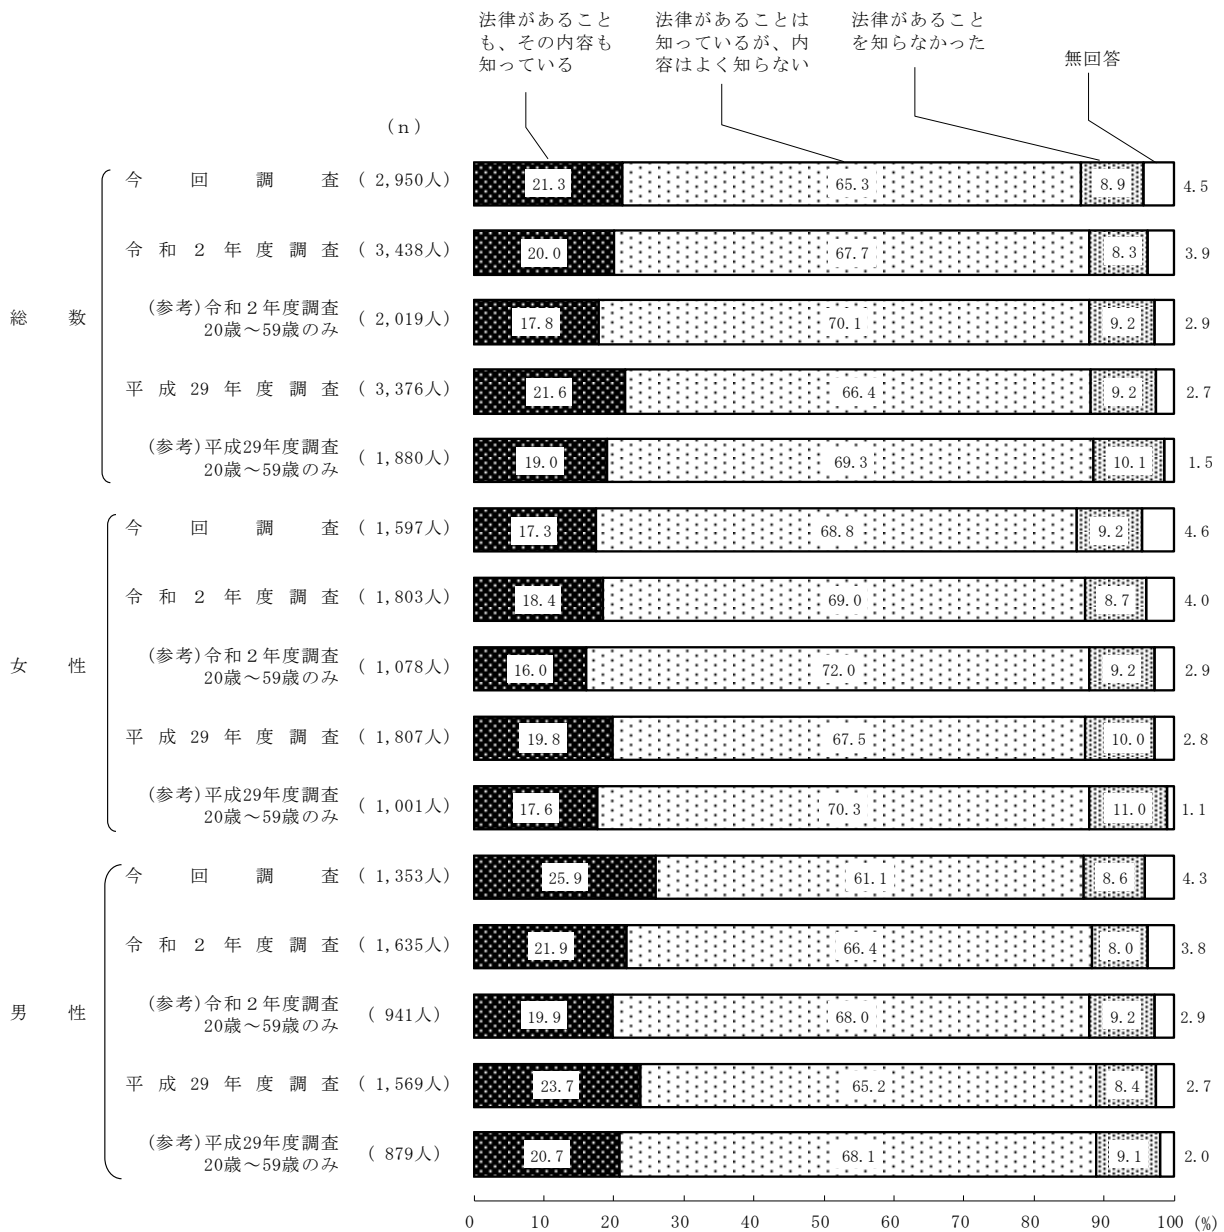 法律があること
も、その内容も
知っている
法律があることは
知っているが、内
容はよく知らない
法律があること
を知らなかった
無回答
(n)
総数
今回調査 ( 2,950人) 21.3 65.3 8.9 4.5
令和２年度調査 ( 3,438人) 20.0 67.7 8.3 3.9
(参考)令和２年度調査
20歳～59歳のみ ( 2,019人) 17.8 70.1 9.2 2.9
平成29年度調査 ( 3,376人) 21.6 66.4 9.2 2.7
(参考)平成29年度調査
20歳～59歳のみ ( 1,880人) 19.0 69.3 10.1 1.5
女性
今回調査 ( 1,597人) 17.3 68.8 9.2 4.6
令和２年度調査 ( 1,803人) 18.4 69.0 8.7 4.0
(参考)令和２年度調査
20歳～59歳のみ ( 1,078人) 16.0 72.0 9.2 2.9
平成29年度調査 ( 1,807人) 19.8 67.5 10.0 2.8
(参考)平成29年度調査
20歳～59歳のみ ( 1,001人) 17.6 70.3 11.0 1.1
男性
今回調査 ( 1,353人) 25.9 61.1 8.6 4.3
令和２年度調査 ( 1,635人) 21.9 66.4 8.0 3.8
(参考)令和２年度調査
20歳～59歳のみ ( 941人) 19.9 68.0 9.2 2.9
平成29年度調査 ( 1,569人) 23.7 65.2 8.4 2.7
(参考)平成29年度調査
20歳～59歳のみ ( 879人) 20.7 68.1 9.1 2.0
0 10 20 30 40 50 60 70 80 90 100 (%)